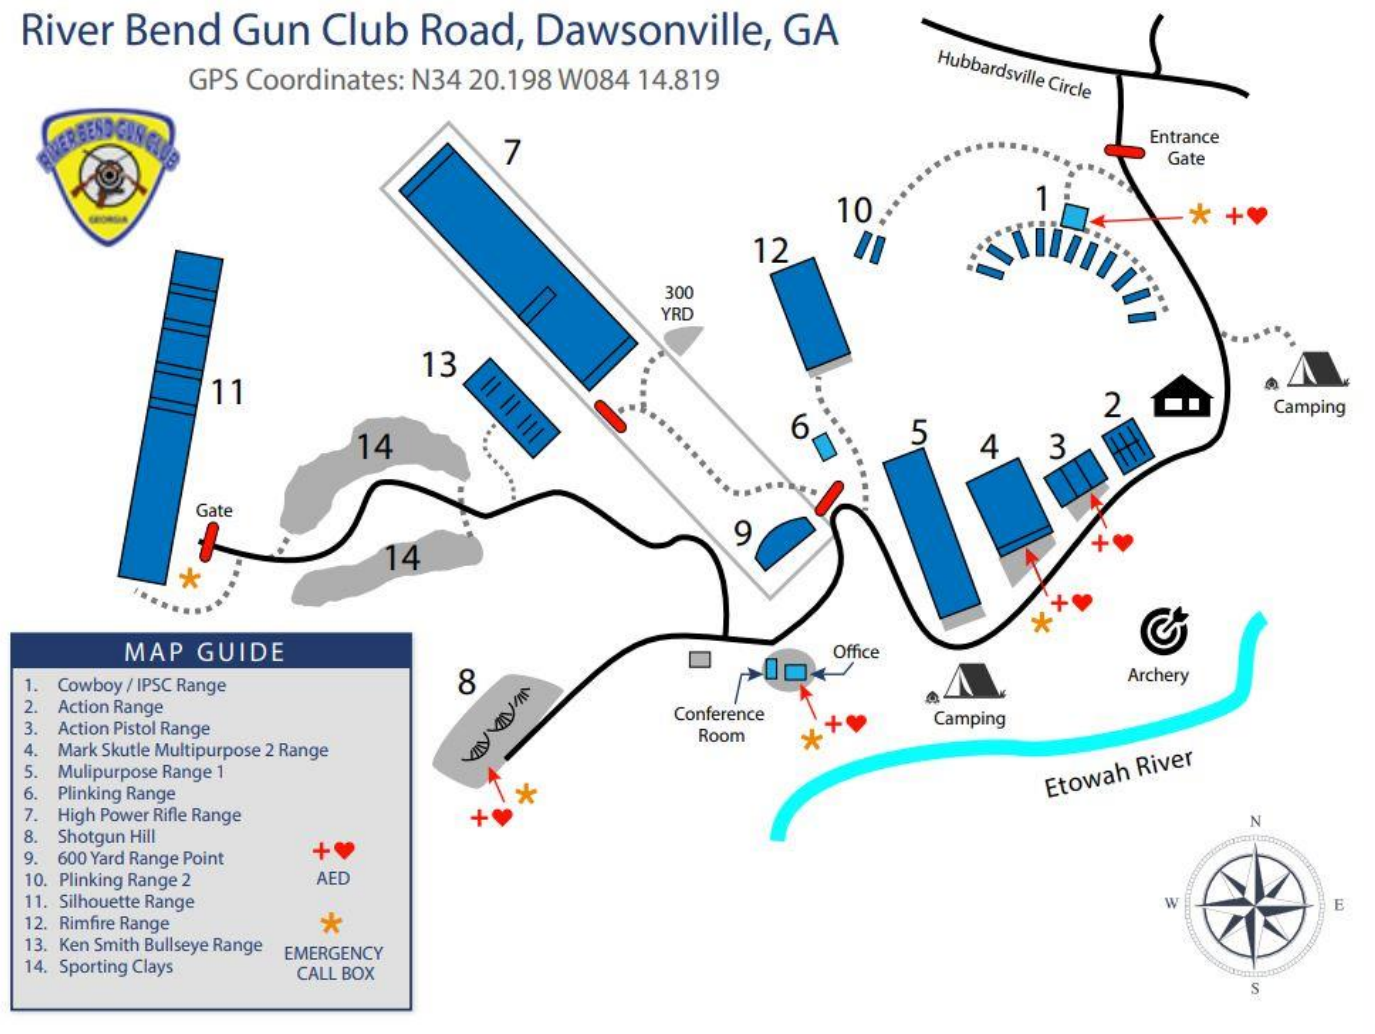 River Bend Gun Club Road, Dawsonville, GA
GPS Coordinates: N34 20.198 W084 14.819
RIVER BEND GUN CLUB
GEORGIA
Hubbardsville Circle
Entrance
Gate
7
10
1
12
300
YRD
13
11
Camping
2
6
5
4
3
14
Gate
9
14
8
Office
Conference
Room
Camping
Archery
Etowah River
MAP GUIDE
1. Cowboy / IPSC Range
2. Action Range
3. Action Pistol Range
4. Mark Skutle Multipurpose 2 Range
5. Mulipurpose Range 1
6. Plinking Range
7. High Power Rifle Range
8. Shotgun Hill
9. 600 Yard Range Point
10. Plinking Range 2
11. Silhouette Range
12. Rimfire Range
13. Ken Smith Bullseye Range
14. Sporting Clays
AED
EMERGENCY
CALL BOX
N
W E
S